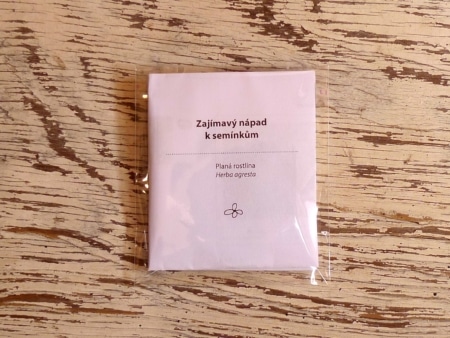 Zajímavý nápad
k semínkům
Planá rostlina
Herba agresta